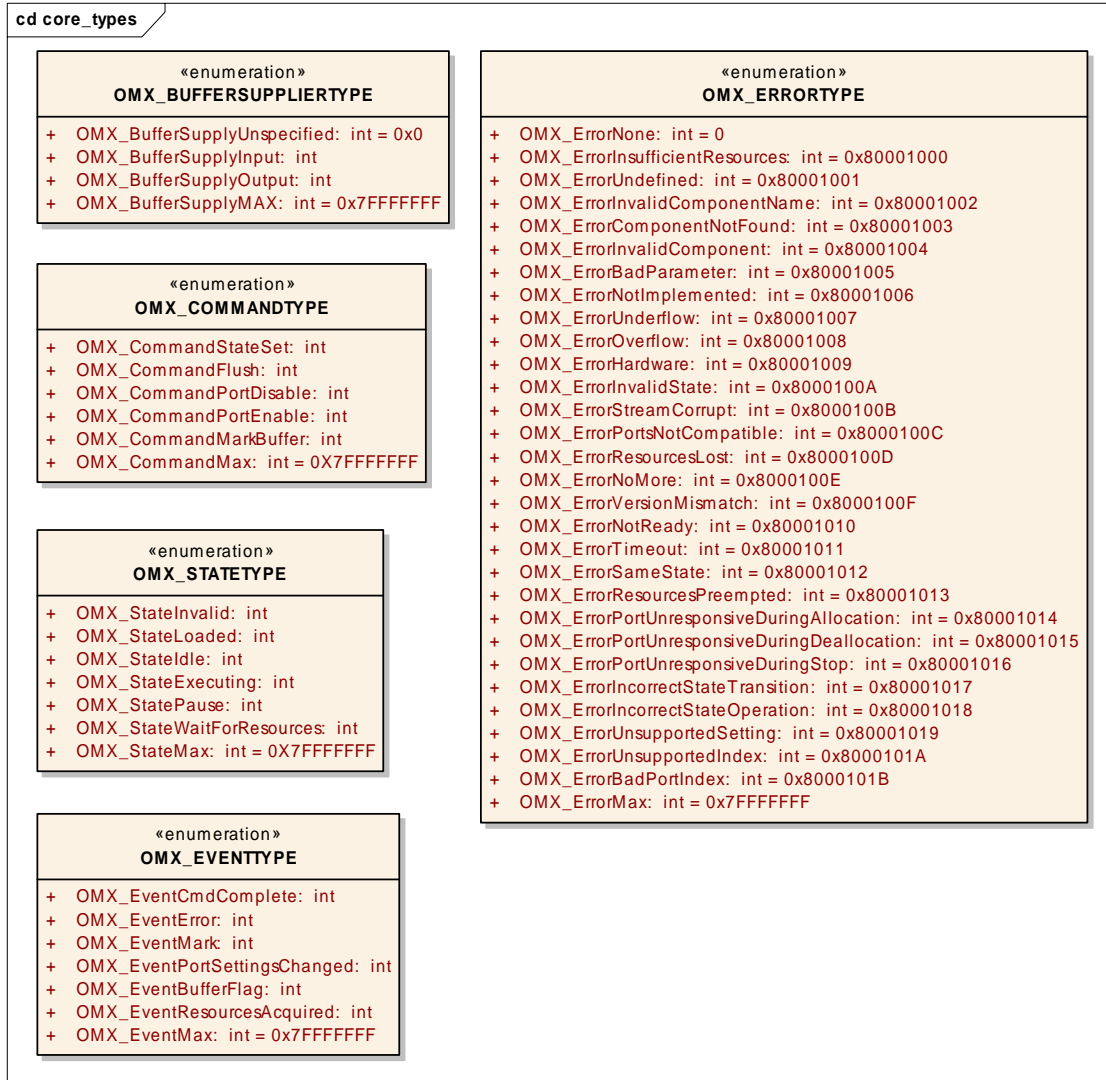 cd core_types
«enumeration»
OMX_BUFFERSUPPLIERTYPE
+ OMX_BufferSupplyUnspecified: int = 0x0
+ OMX_BufferSupplyInput: int
+ OMX_BufferSupplyOutput: int
+ OMX_BufferSupplyMAX: int = 0x7FFFFFFF
«enumeration»
OMX_COMMANDTYPE
+ OMX_CommandStateSet: int
+ OMX_CommandFlush: int
+ OMX_CommandPortDisable: int
+ OMX_CommandPortEnable: int
+ OMX_CommandMarkBuffer: int
+ OMX_CommandMax: int = 0X7FFFFFFF
«enumeration»
OMX_STATETYPE
+ OMX_StateInvalid: int
+ OMX_StateLoaded: int
+ OMX_StateIdle: int
+ OMX_StateExecuting: int
+ OMX_StatePause: int
+ OMX_StateWaitForResources: int
+ OMX_StateMax: int = 0X7FFFFFFF
«enumeration»
OMX_EVENTTYPE
+ OMX_EventCmdComplete: int
+ OMX_EventError: int
+ OMX_EventMark: int
+ OMX_EventPortSettingsChanged: int
+ OMX_EventBufferFlag: int
+ OMX_EventResourcesAcquired: int
+ OMX_EventMax: int = 0x7FFFFFFF
«enumeration»
OMX_ERRORTYPE
+ OMX_ErrorNone: int = 0
+ OMX_ErrorInsufficientResources: int = 0x80001000
+ OMX_ErrorUndefined: int = 0x80001001
+ OMX_ErrorInvalidComponentName: int = 0x80001002
+ OMX_ErrorComponentNotFound: int = 0x80001003
+ OMX_ErrorInvalidComponent: int = 0x80001004
+ OMX_ErrorBadParameter: int = 0x80001005
+ OMX_ErrorNotImplemented: int = 0x80001006
+ OMX_ErrorUnderflow: int = 0x80001007
+ OMX_ErrorOverflow: int = 0x80001008
+ OMX_ErrorHardware: int = 0x80001009
+ OMX_ErrorInvalidState: int = 0x8000100A
+ OMX_ErrorStreamCorrupt: int = 0x8000100B
+ OMX_ErrorPortsNotCompatible: int = 0x8000100C
+ OMX_ErrorResourcesLost: int = 0x8000100D
+ OMX_ErrorNoMore: int = 0x8000100E
+ OMX_ErrorVersionMismatch: int = 0x8000100F
+ OMX_ErrorNotReady: int = 0x80001010
+ OMX_ErrorTimeout: int = 0x80001011
+ OMX_ErrorSameState: int = 0x80001012
+ OMX_ErrorResourcesPreempted: int = 0x80001013
+ OMX_ErrorPortUnresponsiveDuringAllocation: int = 0x80001014
+ OMX_ErrorPortUnresponsiveDuringDeallocation: int = 0x80001015
+ OMX_ErrorPortUnresponsiveDuringStop: int = 0x80001016
+ OMX_ErrorIncorrectStateTransition: int = 0x80001017
+ OMX_ErrorIncorrectStateOperation: int = 0x80001018
+ OMX_ErrorUnsupportedSetting: int = 0x80001019
+ OMX_ErrorUnsupportedIndex: int = 0x8000101A
+ OMX_ErrorBadPortIndex: int = 0x8000101B
+ OMX_ErrorMax: int = 0x7FFFFFFF